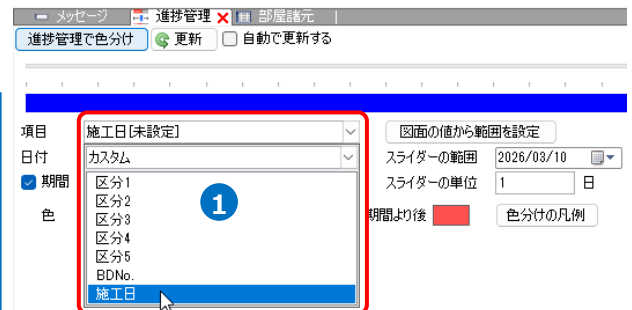 メッセージ 進捗管理 部屋諸元
進捗管理で色分け 更新 自動で更新する
項目 施工日[未設定] 図面の値から範囲を設定
日付 カスタム スライダーの範囲 2026/03/10
期間 区分1 スライダーの単位 1 日
区分2
色 区分3 期間より後 色分けの凡例
区分4
区分5
BDNo.
施工日
1